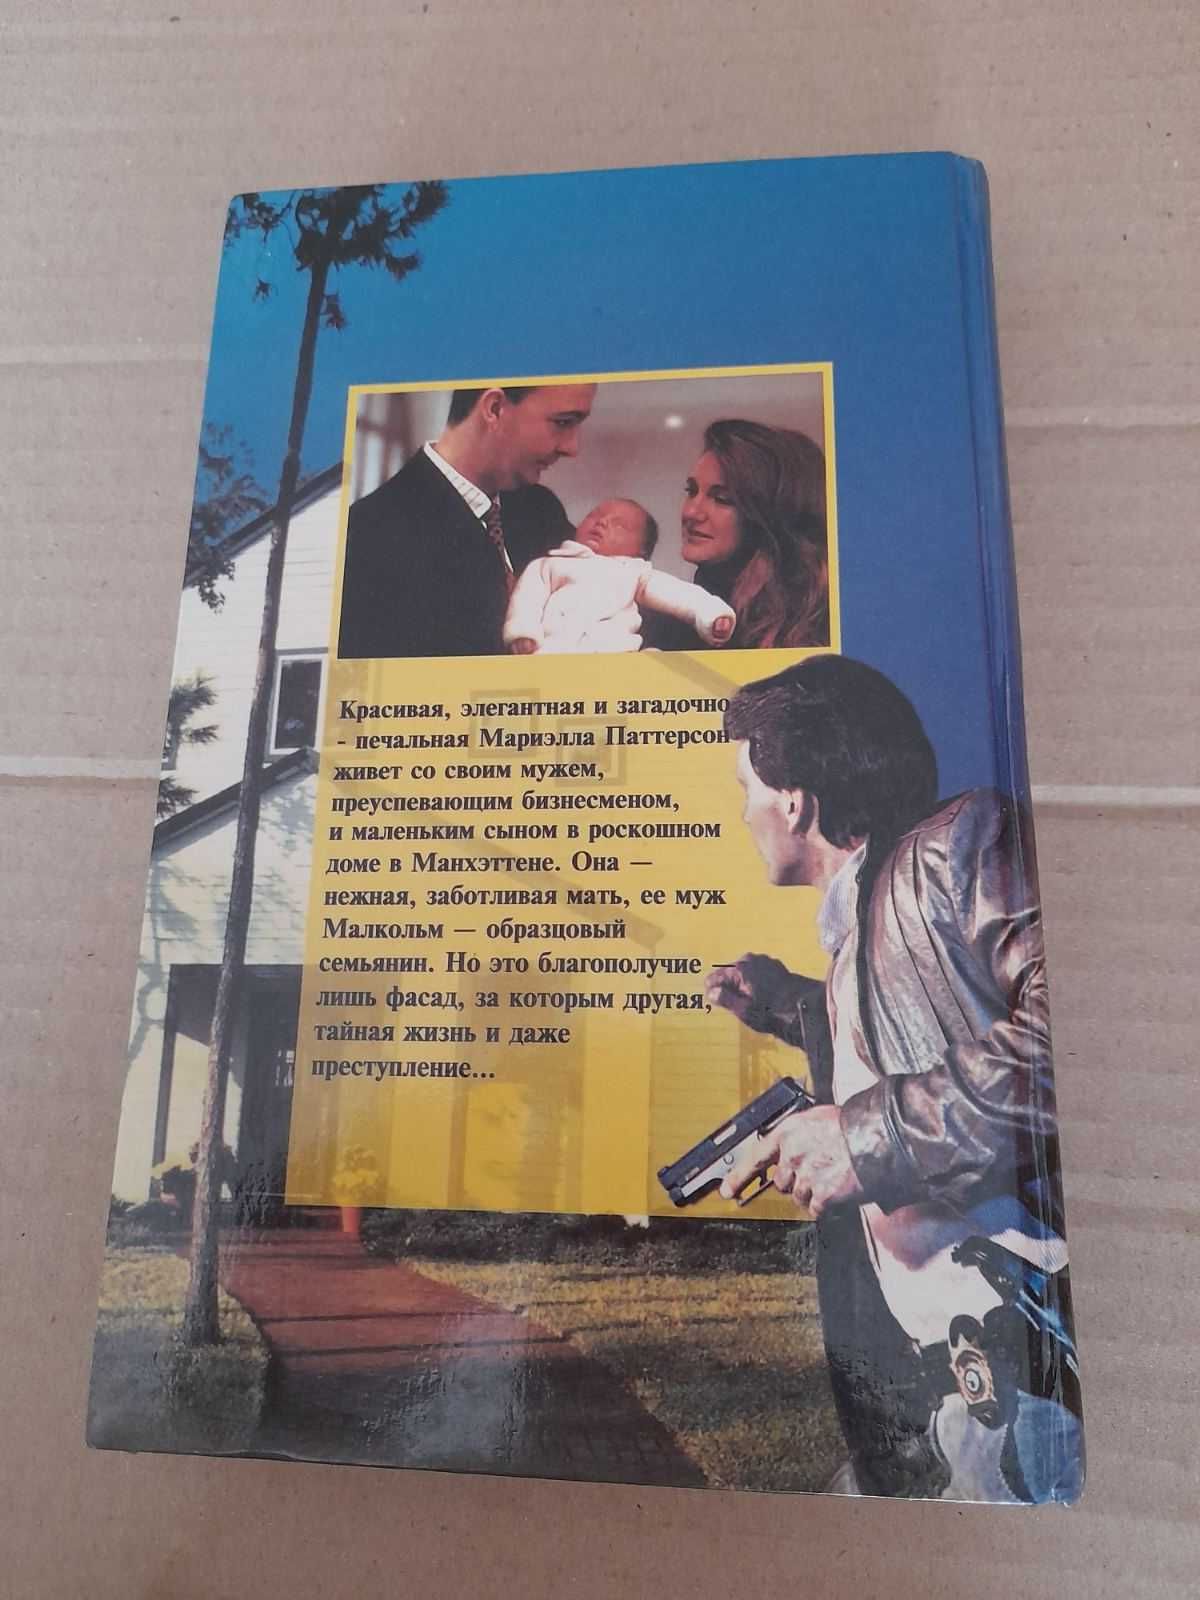 Красивая, элегантная и загадочно
- печальная Мариэлла Паттерсон
живет со своим мужем,
преуспевающим бизнесменом,
и маленьким сыном в роскошном
доме в Манхэттене. Она —
нежная, заботливая мать, ее муж
Малкольм — образцовый
семьянин. Но это благополучие —
лишь фасад, за которым другая,
тайная жизнь и даже
преступление...